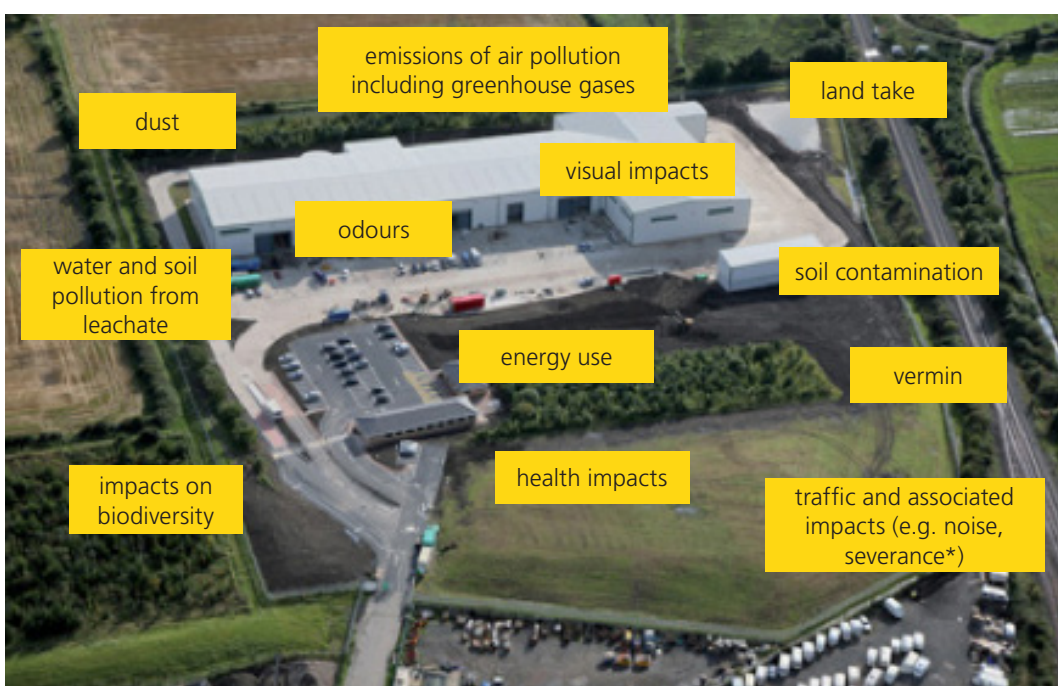 emissions of air pollution
including greenhouse gases
land take
dust
visual impacts
odours
water and soil
pollution from
leachate
soil contamination
energy use
vermin
health impacts
impacts on
biodiversity
traffic and associated
impacts (e.g. noise,
severance*)